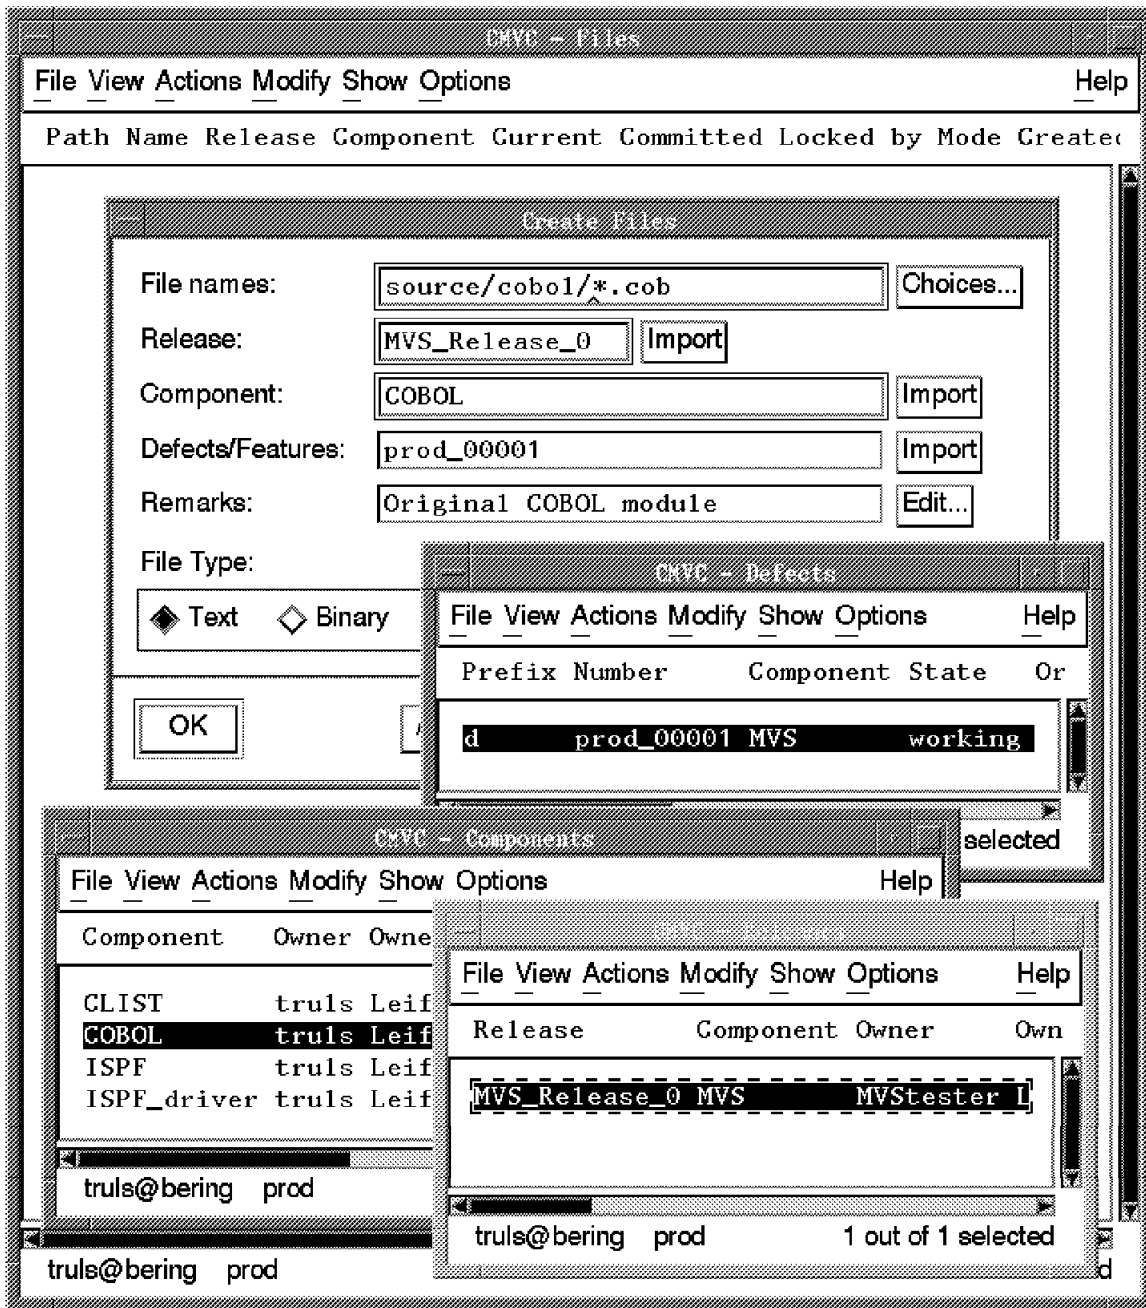 CMVC - Files
File View Actions Modify Show Options Help
Path Name Release Component Current Committed Locked by Mode Created
Create Files
File names: source/cobol/*.cob Choices...
Release: MVS_Release_0 Import
Component: COBOL Import
Defects/Features: prod_00001 Import
Remarks: Original COBOL module Edit...
File Type:
Text Binary
OK
CMVC - Defects
File View Actions Modify Show Options Help
Prefix Number Component State Or
d prod_00001 MVS working
selected
CMVC - Components
File View Actions Modify Show Options Help
Component Owner Owne
CLIST truls Leif
COBOL truls Leif
ISPF truls Leif
ISPF_driver truls Leif
truls@bering prod
File View Actions Modify Show Options Help
Release Component Owner Own
MVS_Release_0 MVS MVStester L
truls@bering prod 1 out of 1 selected
truls@bering prod d